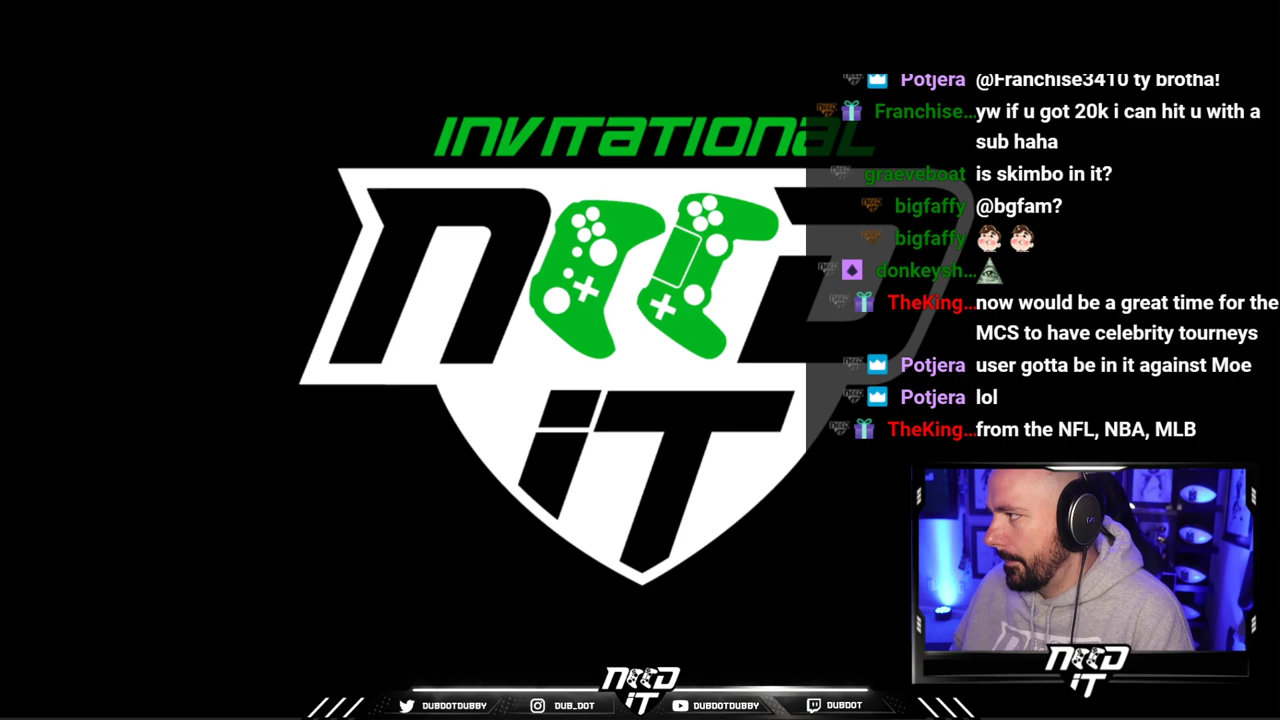 INVITATIONAL
NEED
IT
Potjera @Franchise3410 ty brotha!
Franchise... yw if u got 20k i can hit u with a
sub haha
graeveboat is skimbo in it?
bigfaffy @bgfam?
bigfaffy
donkeysh...
TheKing... now would be a great time for the
MCS to have celebrity tourneys
Potjera user gotta be in it against Moe
Potjera lol
TheKing... from the NFL, NBA, MLB
NEED
IT
NEED
IT
DUBDOTDUBBY DUB_DOT DUBDOTDUBBY DUBDOT